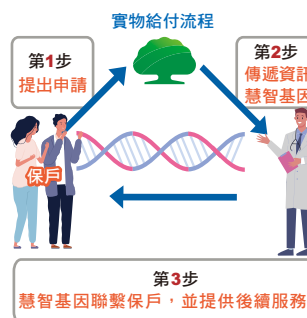 實物給付流程
第1步
提出申請
第2步
傳遞資訊
慧智基因
保戶
第3步
慧智基因聯繫保戶，並提供後續服務